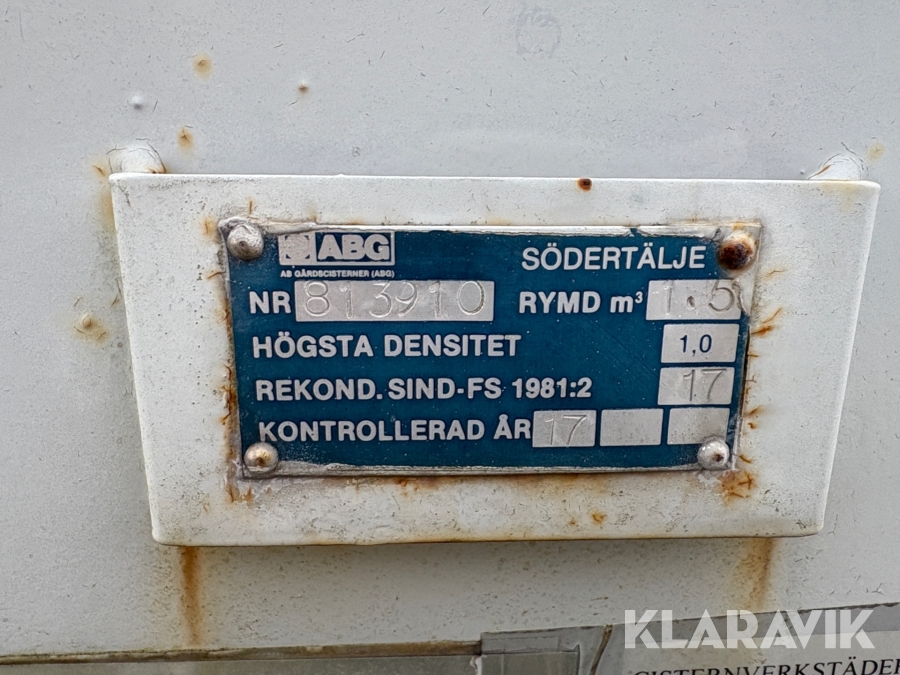 ABG
SÖDERTÄLJE
AB GÅRDSCISTERNER (ABG)
NR 813910 RYMD m³ 1.5
HÖGSTA DENSITET 1,0
REKOND. SIND-FS 1981:2 17
KONTROLLERAD ÅR 17
KLARAVIK
CISTERNVERKSTÄDER